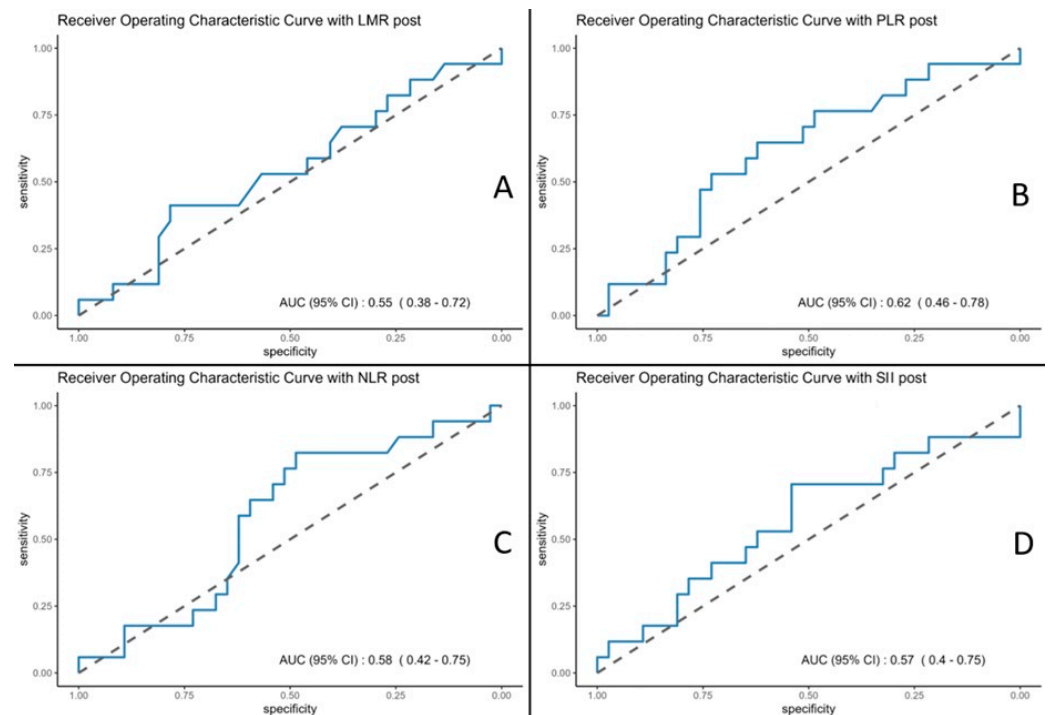 Receiver Operating Characteristic Curve with LMR post
1.00
0.75
0.50
0.25
0.00
sensitivity
A
AUC (95% CI) : 0.55 ( 0.38 - 0.72)
1.00
0.75
0.50
0.25
0.00
specificity
Receiver Operating Characteristic Curve with PLR post
1.00
0.75
0.50
0.25
0.00
sensitivity
B
AUC (95% CI) : 0.62 ( 0.46 - 0.78)
1.00
0.75
0.50
0.25
0.00
specificity
Receiver Operating Characteristic Curve with NLR post
1.00
0.75
0.50
0.25
0.00
sensitivity
C
AUC (95% CI) : 0.58 ( 0.42 - 0.75)
1.00
0.75
0.50
0.25
0.00
specificity
Receiver Operating Characteristic Curve with SII post
1.00
0.75
0.50
0.25
0.00
sensitivity
D
AUC (95% CI) : 0.57 ( 0.4 - 0.75)
1.00
0.75
0.50
0.25
0.00
specificity